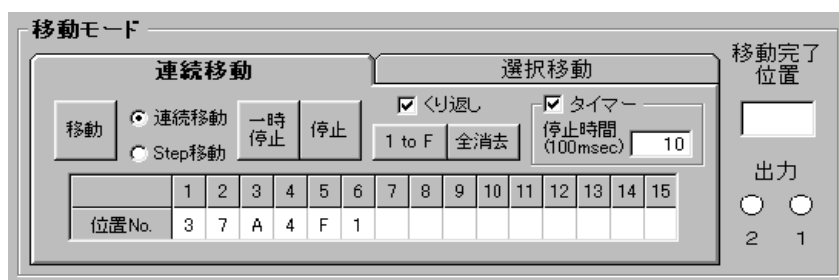 移動モード
連続移動 選択移動
移動
連続移動
Step移動
一時
停止
停止
くり返し
1 to F 全消去
タイマー
停止時間
(100msec) 10
1 2 3 4 5 6 7 8 9 10 11 12 13 14 15
位置No. 3 7 A 4 F 1
移動完了
位置
出力
2 1